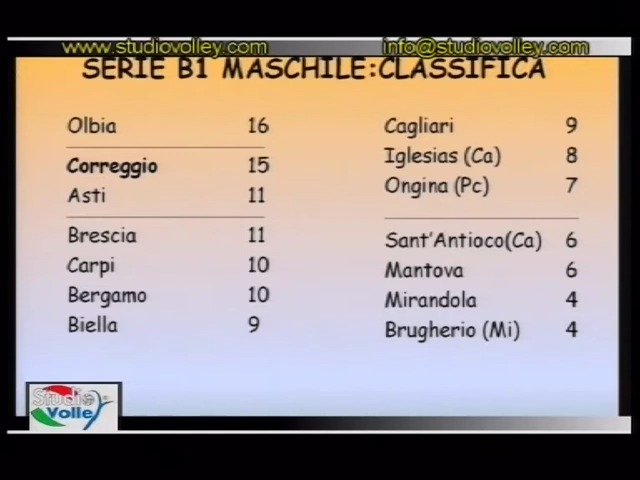 www.studiovolley.com info@studiovolley.com
SERIE B1 MASCHILE:CLASSIFICA
Olbia 16
Correggio 15
Asti 11
Brescia 11
Carpi 10
Bergamo 10
Biella 9
Cagliari 9
Iglesias (Ca) 8
Ongina (Pc) 7
Sant'Antioco(Ca) 6
Mantova 6
Mirandola 4
Brugherio (Mi) 4
Studio
Volley